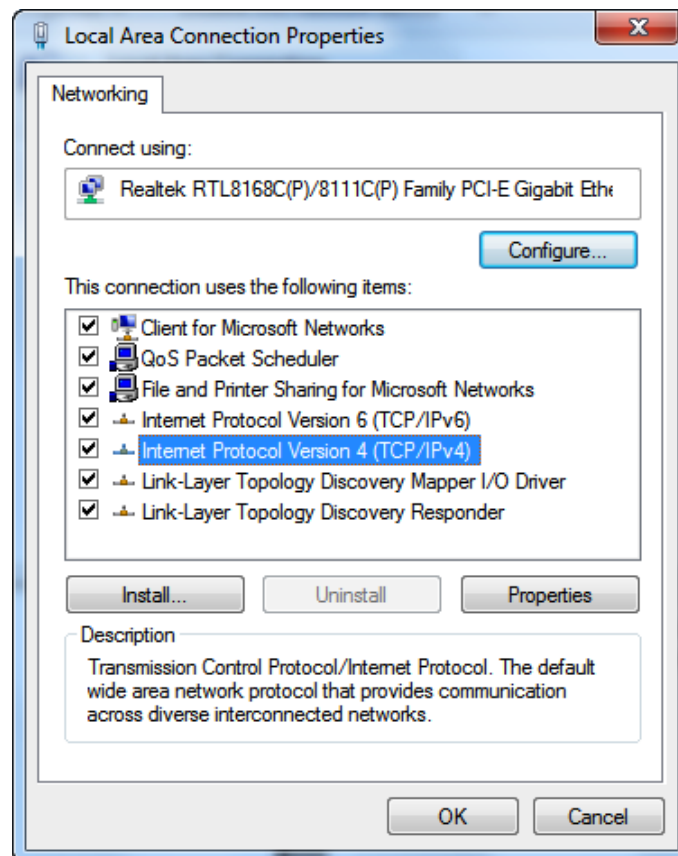 Local Area Connection Properties
Networking
Connect using:
Realtek RTL8168C(P)/8111C(P) Family PCI-E Gigabit Ethe
Configure...
This connection uses the following items:
Client for Microsoft Networks
QoS Packet Scheduler
File and Printer Sharing for Microsoft Networks
Internet Protocol Version 6 (TCP/IPv6)
Internet Protocol Version 4 (TCP/IPv4)
Link-Layer Topology Discovery Mapper I/O Driver
Link-Layer Topology Discovery Responder
Install...
Uninstall
Properties
Description
Transmission Control Protocol/Internet Protocol. The default
wide area network protocol that provides communication
across diverse interconnected networks.
OK
Cancel